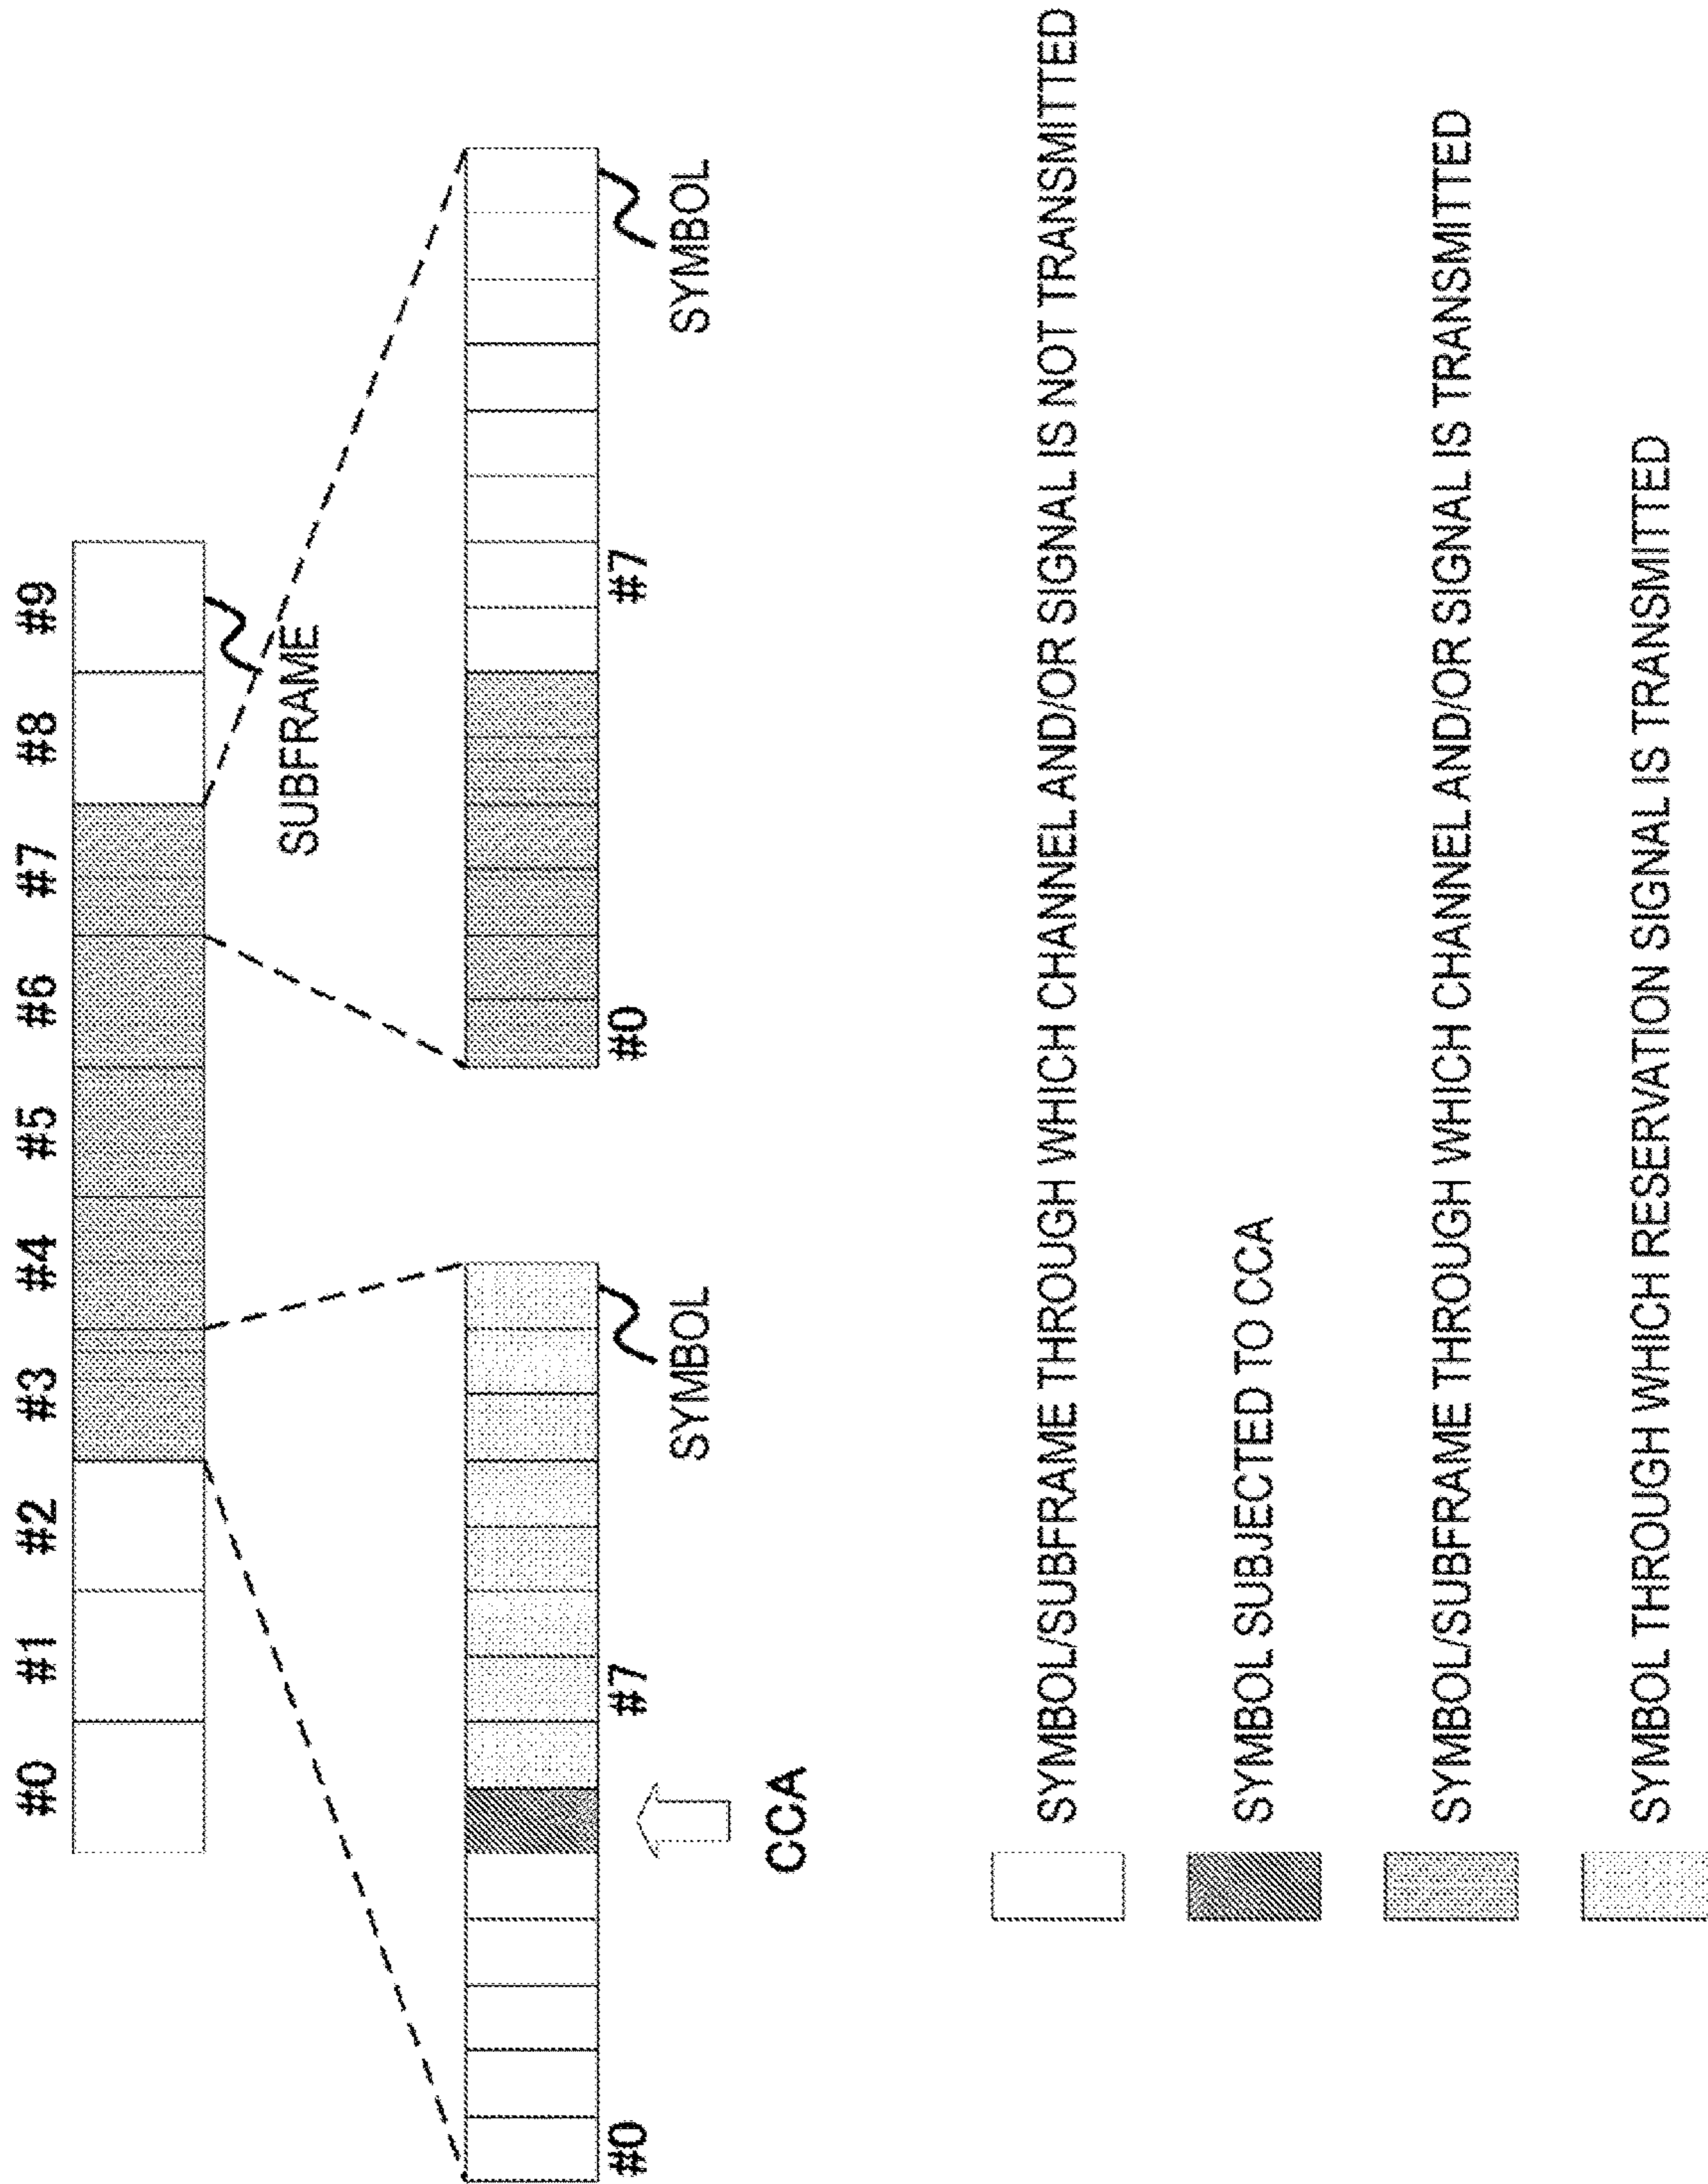 #0 #1 #2 #3 #4 #5 #6 #7 #8 #9
SUBFRAME
#0 #7
SYMBOL
CCA
#0 #7
SYMBOL
SYMBOL/SUBFRAME THROUGH WHICH CHANNEL AND/OR SIGNAL IS NOT TRANSMITTED
SYMBOL SUBJECTED TO CCA
SYMBOL/SUBFRAME THROUGH WHICH CHANNEL AND/OR SIGNAL IS TRANSMITTED
SYMBOL THROUGH WHICH RESERVATION SIGNAL IS TRANSMITTED